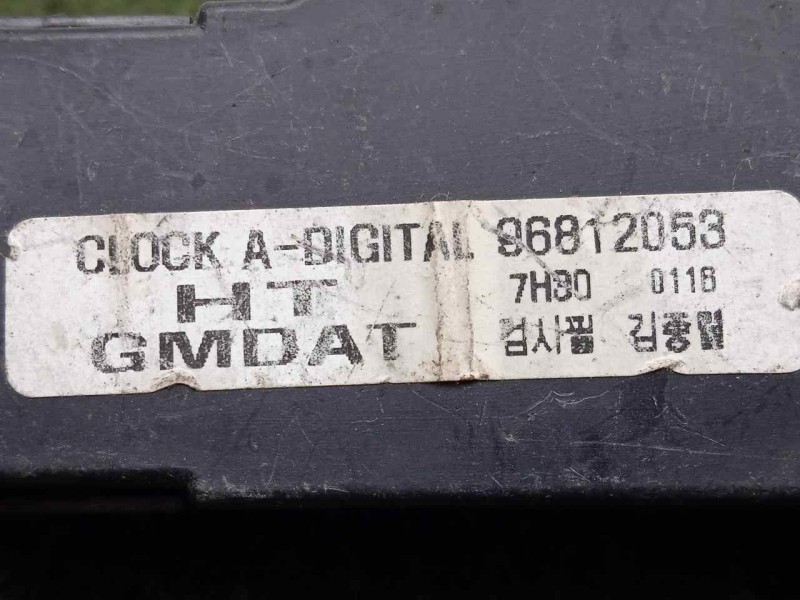 CLOCK A-DIGITAL 96812053
HT 7H30 0116
GMDAT 검사필